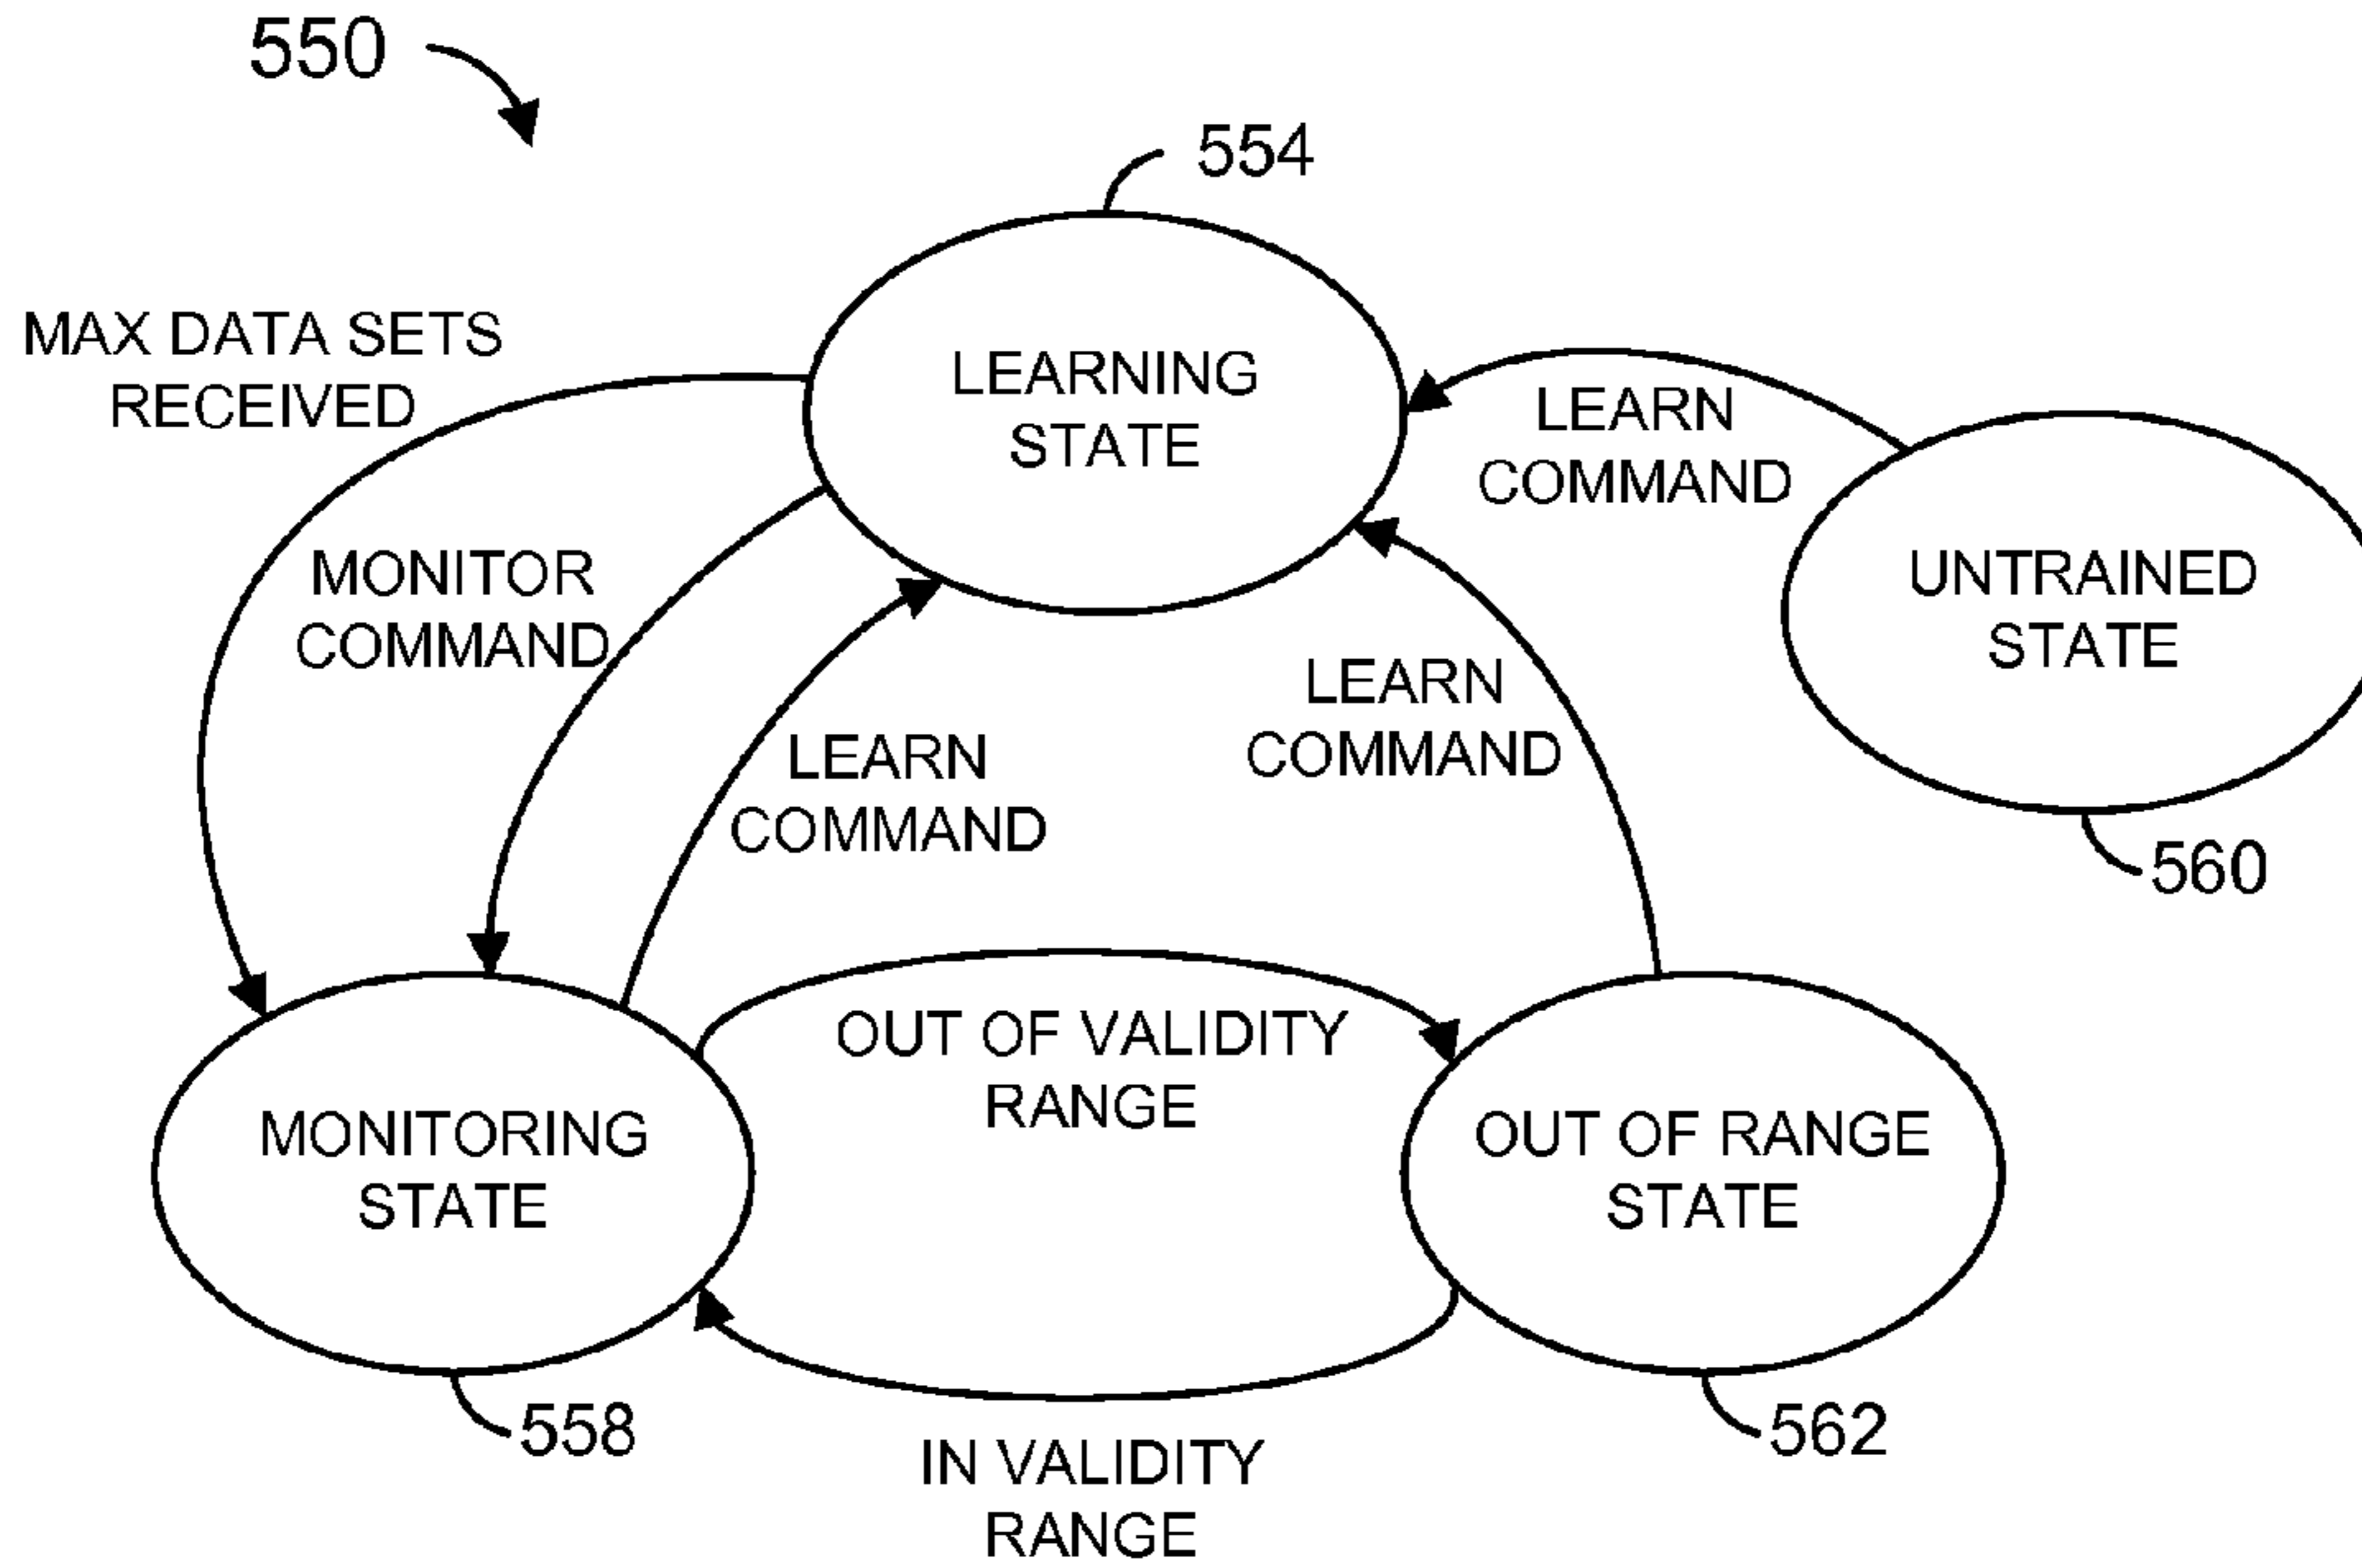 550
554
MAX DATA SETS
RECEIVED
LEARNING
STATE
LEARN
COMMAND
MONITOR
COMMAND
UNTRAINED
STATE
LEARN
COMMAND
LEARN
COMMAND
560
OUT OF VALIDITY
RANGE
MONITORING
STATE
OUT OF RANGE
STATE
558
562
IN VALIDITY
RANGE